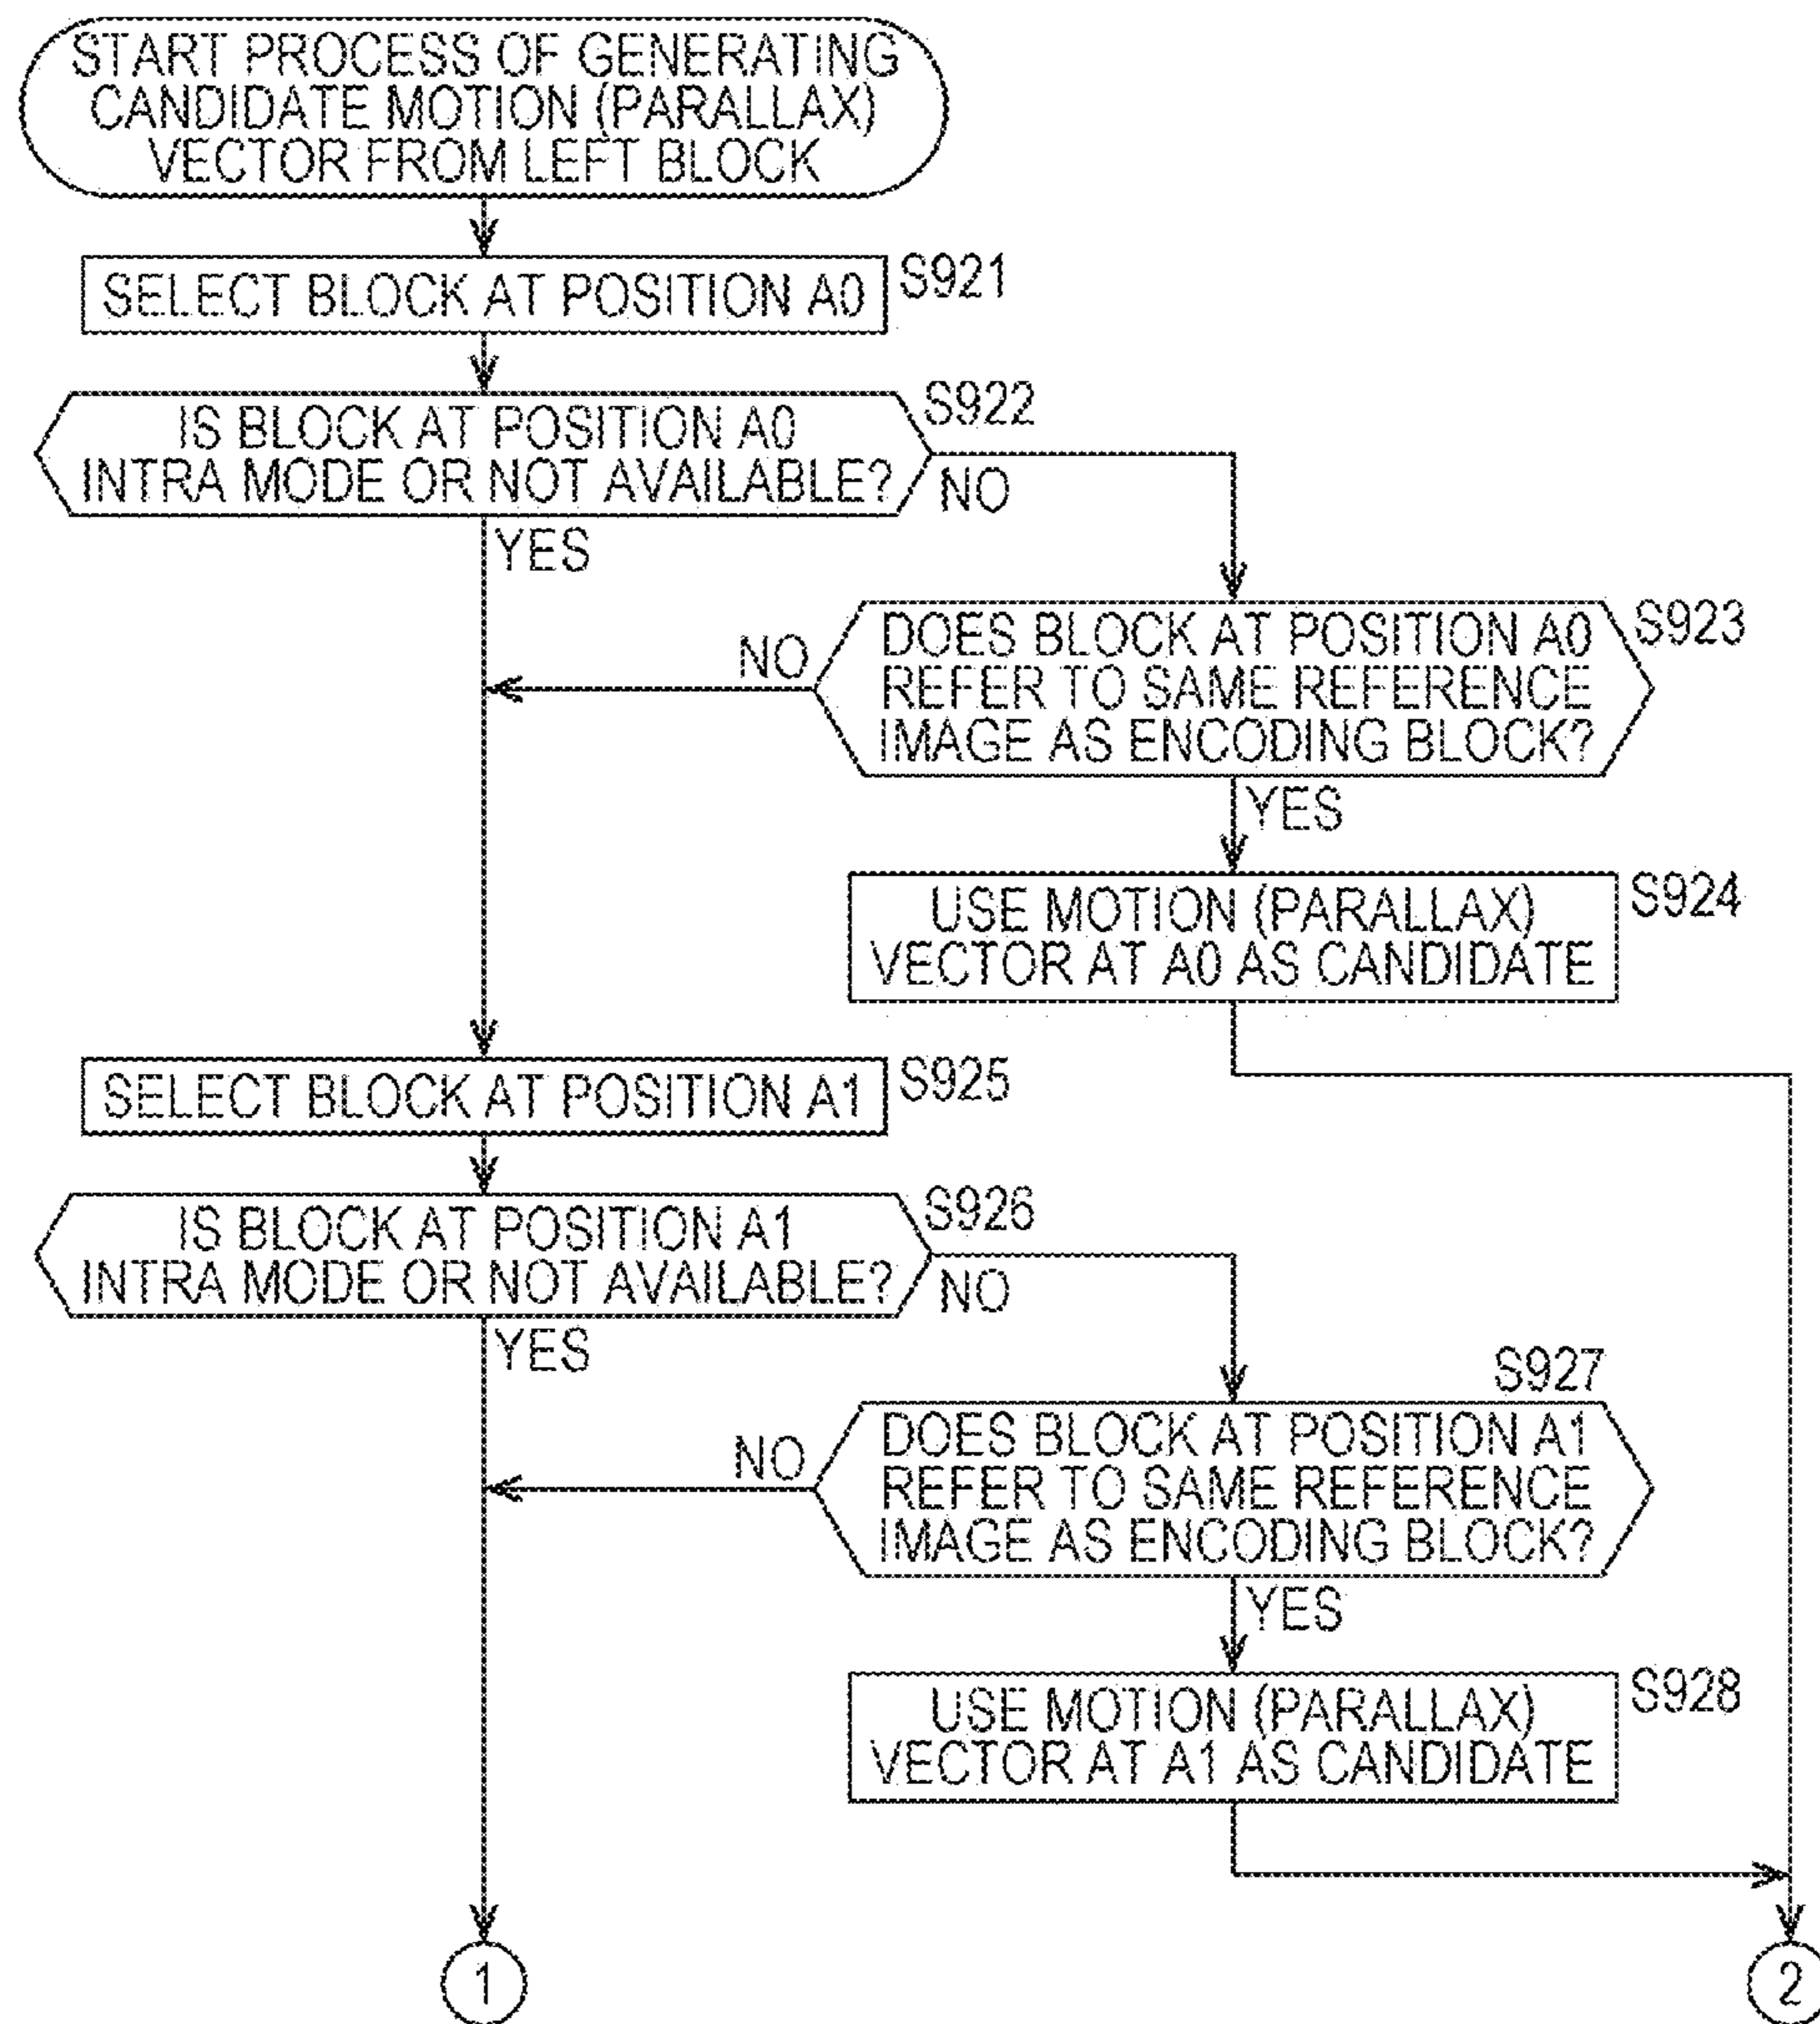 START PROCESS OF GENERATING
CANDIDATE MOTION (PARALLAX)
VECTOR FROM LEFT BLOCK
SELECT BLOCK AT POSITION A0
S921
IS BLOCK AT POSITION A0
INTRA MODE OR NOT AVAILABLE?
S922
NO
YES
DOES BLOCK AT POSITION A0
REFER TO SAME REFERENCE
IMAGE AS ENCODING BLOCK?
S923
NO
YES
USE MOTION (PARALLAX)
VECTOR AT A0 AS CANDIDATE
S924
SELECT BLOCK AT POSITION A1
S925
IS BLOCK AT POSITION A1
INTRA MODE OR NOT AVAILABLE?
S926
NO
YES
S927
DOES BLOCK AT POSITION A1
REFER TO SAME REFERENCE
IMAGE AS ENCODING BLOCK?
NO
YES
USE MOTION (PARALLAX)
VECTOR AT A1 AS CANDIDATE
S928
1
2